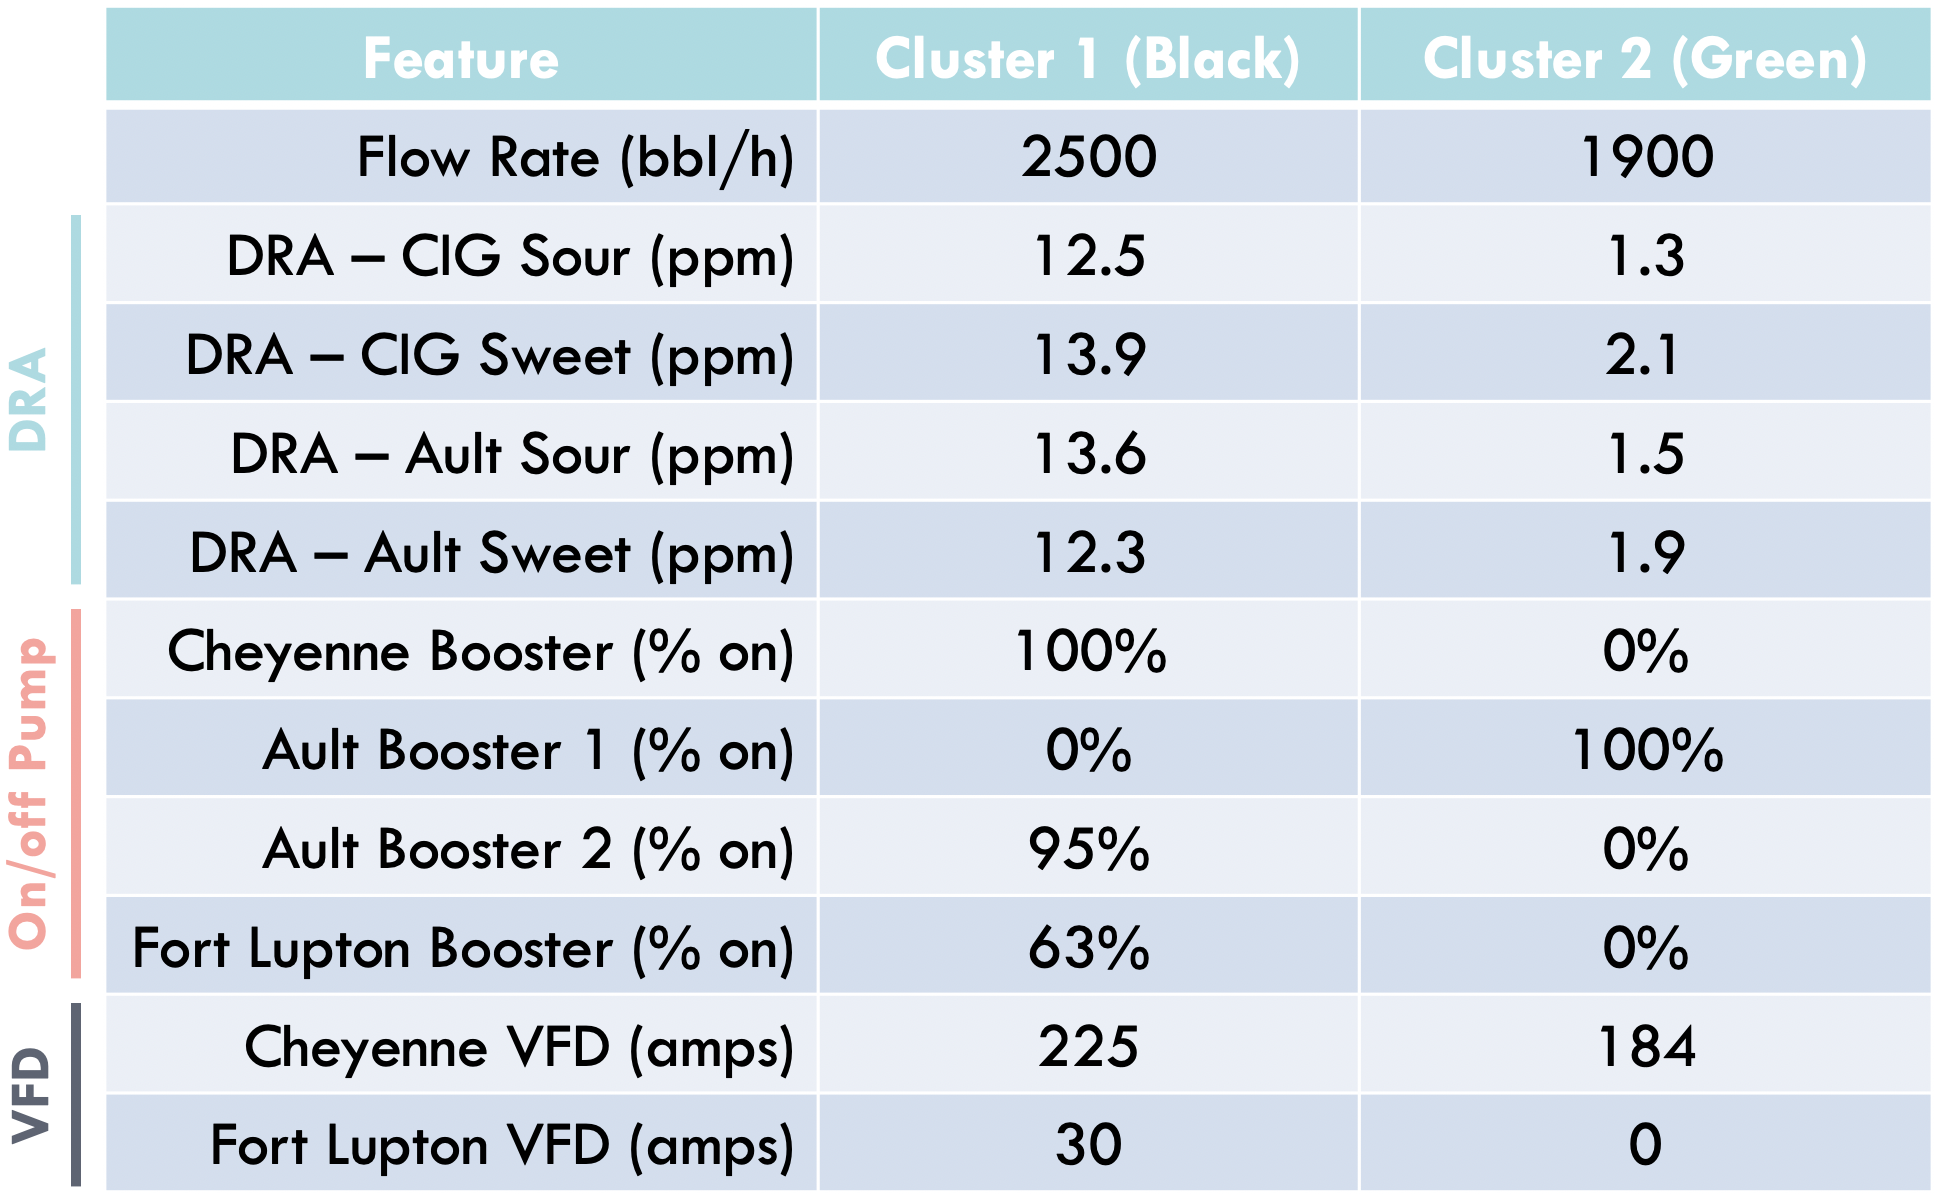 Feature Cluster 1 (Black) Cluster 2 (Green)
Flow Rate (bbl/h) 2500 1900
DRA
DRA – CIG Sour (ppm) 12.5 1.3
DRA – CIG Sweet (ppm) 13.9 2.1
DRA – Ault Sour (ppm) 13.6 1.5
DRA – Ault Sweet (ppm) 12.3 1.9
On/off Pump
Cheyenne Booster (% on) 100% 0%
Ault Booster 1 (% on) 0% 100%
Ault Booster 2 (% on) 95% 0%
Fort Lupton Booster (% on) 63% 0%
VFD
Cheyenne VFD (amps) 225 184
Fort Lupton VFD (amps) 30 0